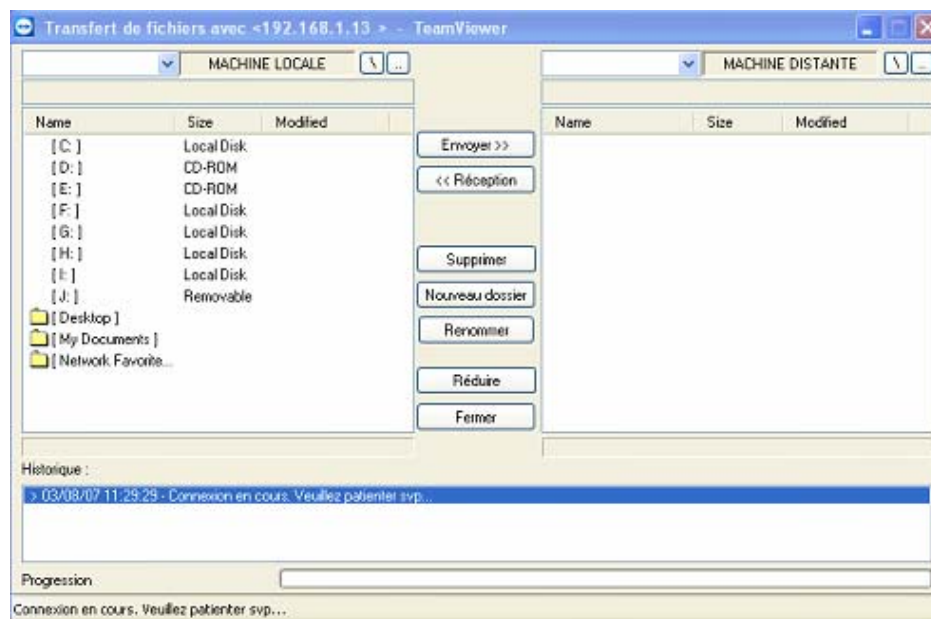 Transfert de fichiers avec <192.168.1.13 > - TeamViewer
MACHINE LOCALE \ ..
MACHINE DISTANTE \ ..
Name Size Modified
[ C: ] Local Disk
[ D: ] CD-ROM
[ E: ] CD-ROM
[ F: ] Local Disk
[ G: ] Local Disk
[ H: ] Local Disk
[ I: ] Local Disk
[ J: ] Removable
[ Desktop ]
[ My Documents ]
[ Network Favorite...
Envoyer >>
<< Réception
Supprimer
Nouveau dossier
Renommer
Réduire
Fermer
Name Size Modified
Historique :
> 03/08/07 11:29:29 - Connexion en cours. Veuillez patienter svp...
Progression
Connexion en cours. Veuillez patienter svp...